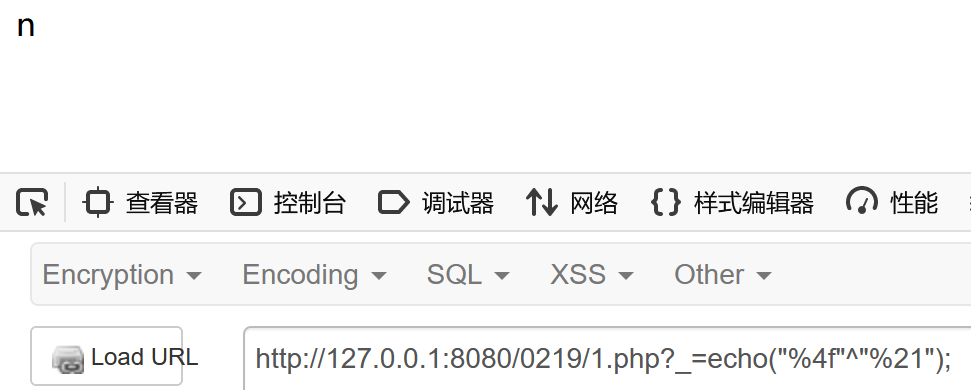 n
查看器 控制台 调试器 网络 {} 样式编辑器 性能
Encryption Encoding SQL XSS Other
Load URL http://127.0.0.1:8080/0219/1.php?_=echo("%4f"^"%21");